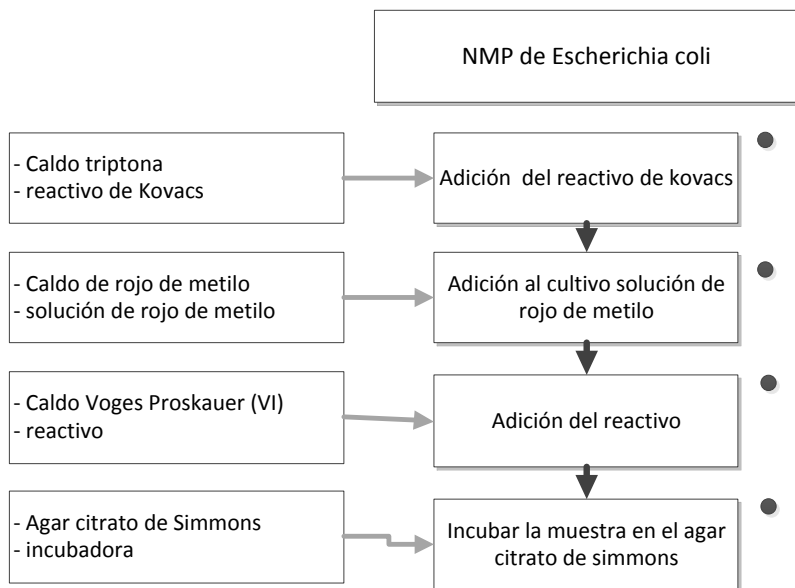 NMP de Escherichia coli
- Caldo triptona
- reactivo de Kovacs
Adición del reactivo de kovacs
- Caldo de rojo de metilo
- solución de rojo de metilo
Adición al cultivo solución de
rojo de metilo
- Caldo Voges Proskauer (VI)
- reactivo
Adición del reactivo
- Agar citrato de Simmons
- incubadora
Incubar la muestra en el agar
citrato de simmons